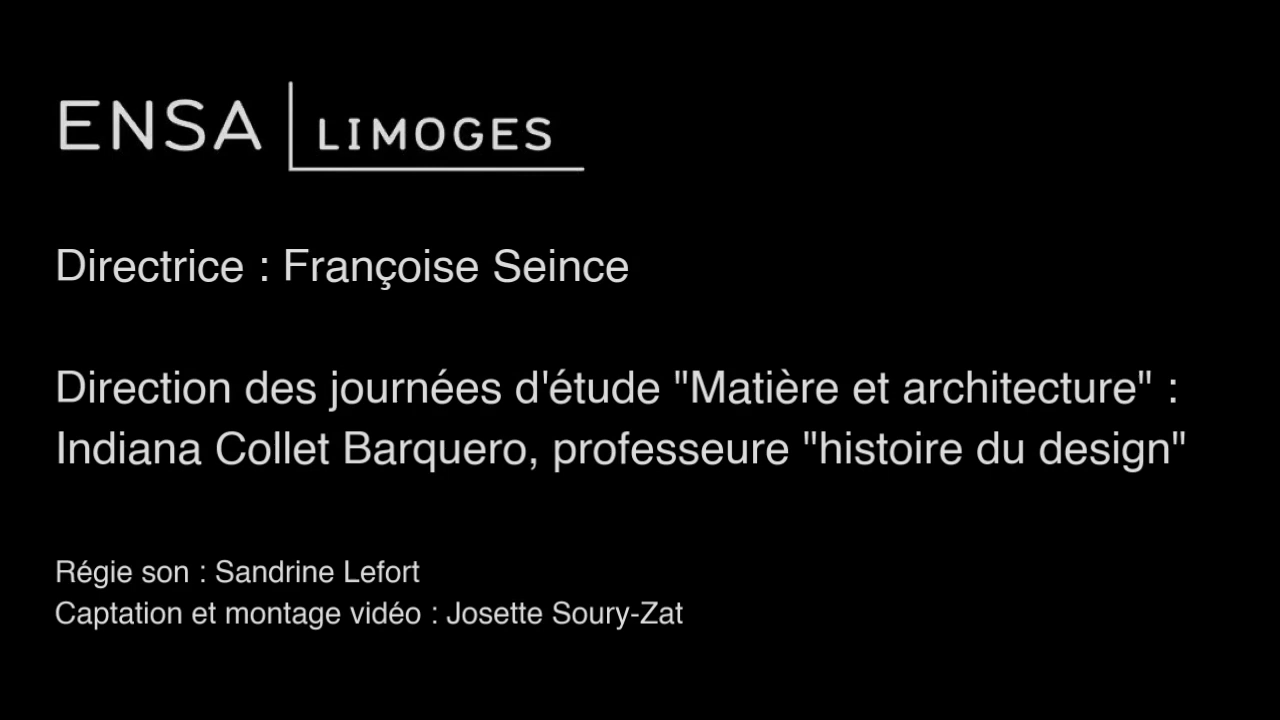 ENSA LIMOGES
Directrice : Françoise Seince
Direction des journées d'étude "Matière et architecture" :
Indiana Collet Barquero, professeure "histoire du design"
Régie son : Sandrine Lefort
Captation et montage vidéo : Josette Soury-Zat